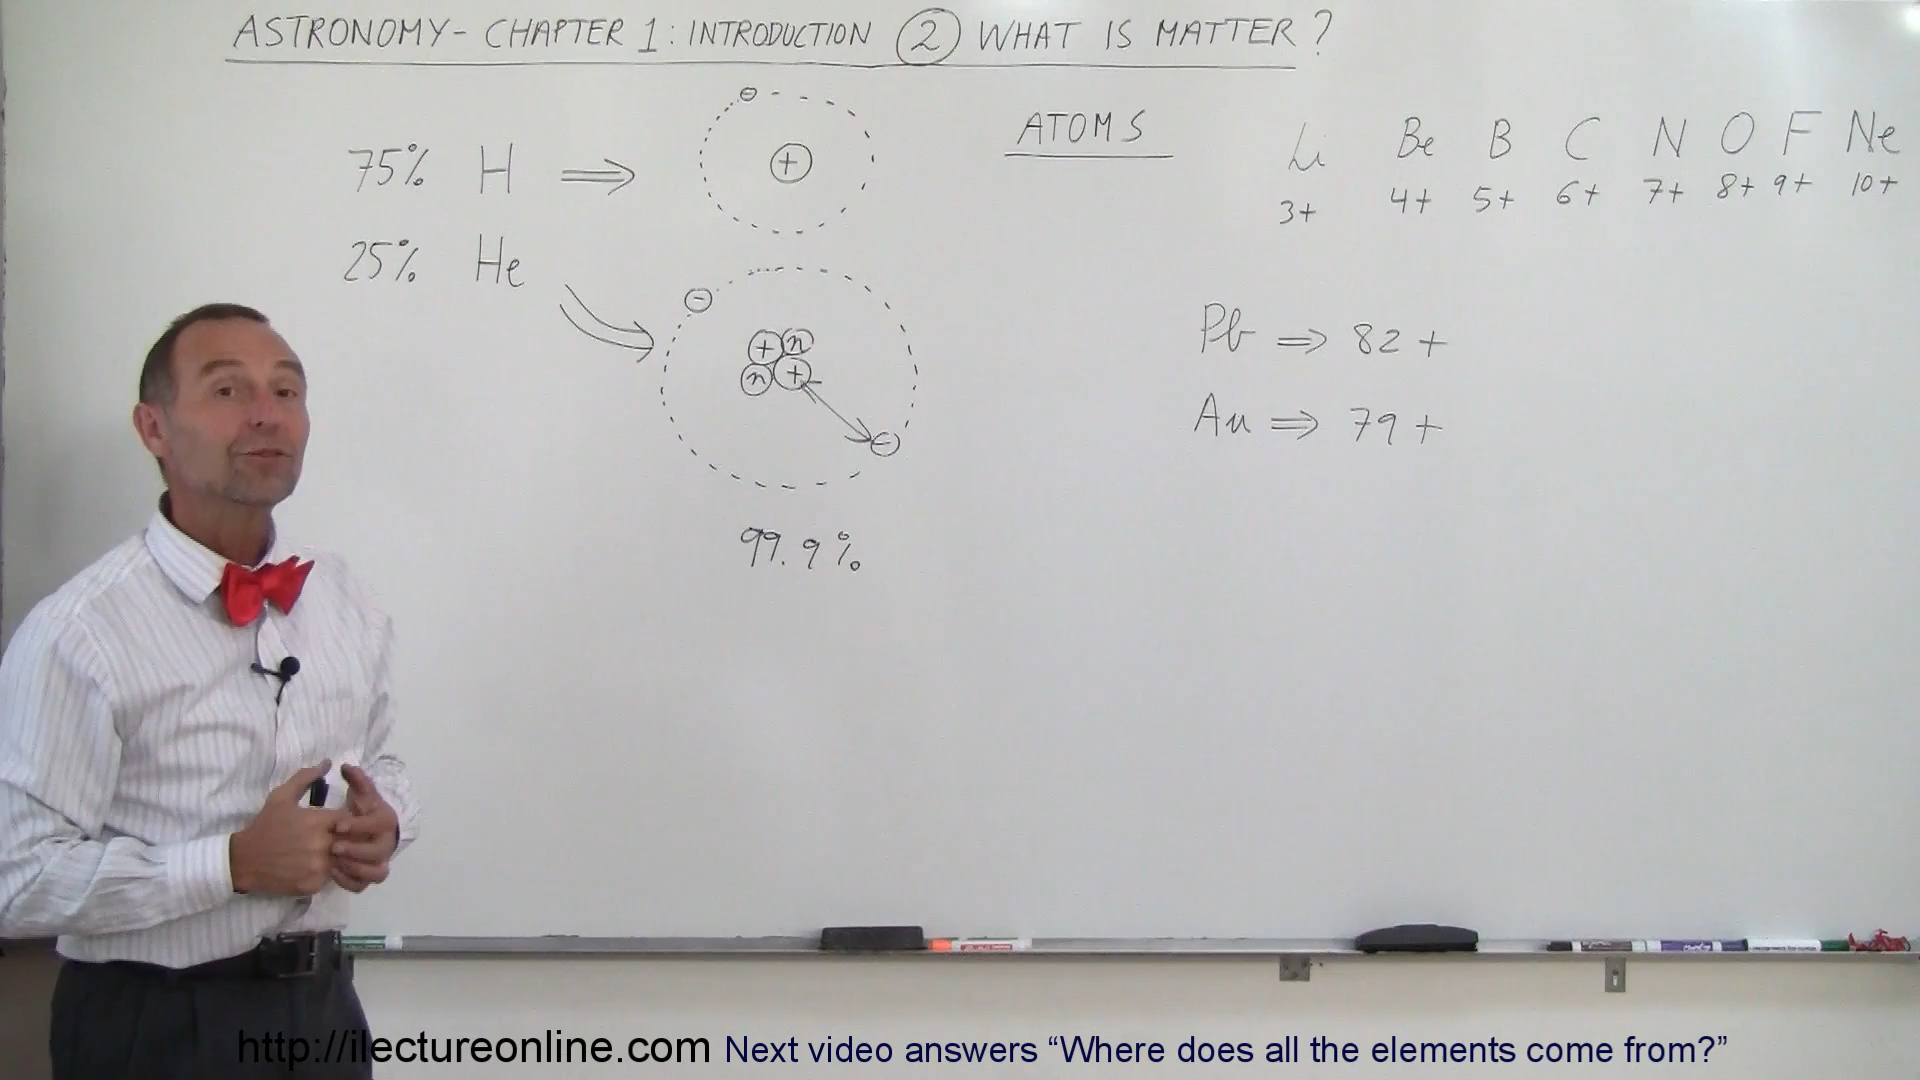 ASTRONOMY - CHAPTER 1: INTRODUCTION ② WHAT IS MATTER?
75% H ⇒
⊖
+
ATOMS
Li Be B C N O F Ne
3+ 4+ 5+ 6+ 7+ 8+ 9+ 10+
25% He
-
+ n
n +
-
Pb ⇒ 82 +
Au ⇒ 79 +
99.9%
http://ilectureonline.com Next video answers “Where does all the elements come from?”